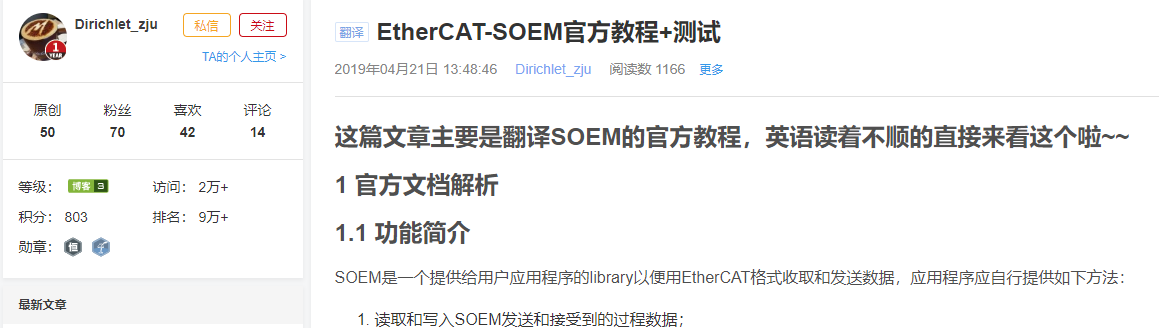 Dirichlet_zju
私信
关注
TA的个人主页 >
原创
粉丝
喜欢
评论
50
70
42
14
等级：
博客 3
访问： 2万+
积分： 803
排名： 9万+
勋章：
恒
1
YEAR
最新文章
翻译
EtherCAT-SOEM官方教程+测试
2019年04月21日 13:48:46 Dirichlet_zju 阅读数 1166 更多
这篇文章主要是翻译SOEM的官方教程，英语读着不顺的直接来看这个啦~~
1 官方文档解析
1.1 功能简介
SOEM是一个提供给用户应用程序的library以便用EtherCAT格式收取和发送数据，应用程序应自行提供如下方法：
1. 读取和写入SOEM发送和接受到的过程数据；